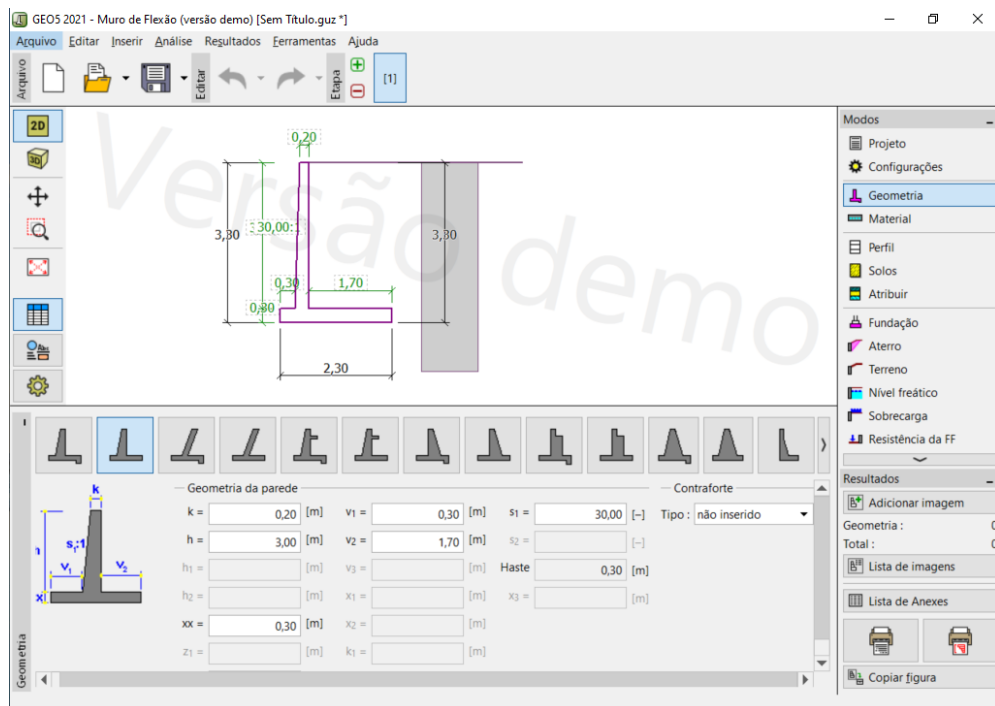 GEO5 2021 - Muro de Flexão (versão demo) [Sem Título.guz *]
Arquivo Editar Inserir Análise Resultados Ferramentas Ajuda
Arquivo
Editar
Etapa
[1]
2D
3D
Versão demo
0,20
3,30
30,00:1
3,30
0,30
1,70
0,30
2,30
Modos
Projeto
Configurações
Geometria
Material
Perfil
Solos
Atribuir
Fundação
Aterro
Terreno
Nível freático
Sobrecarga
Resistência da FF
Resultados
Adicionar imagem
Geometria : 0
Total : 0
Lista de imagens
Lista de Anexes
Copiar figura
Geometria
k
h
s1:1
v1
v2
x
Geometria da parede
k = 0,20 [m] v1 = 0,30 [m] s1 = 30,00 [–]
h = 3,00 [m] v2 = 1,70 [m] s2 = [–]
h1 = [m] v3 = [m] Haste 0,30 [m]
h2 = [m] x1 = [m] x3 = [m]
xx = 0,30 [m] x2 = [m]
z1 = [m] k1 = [m]
Contraforte
Tipo : não inserido